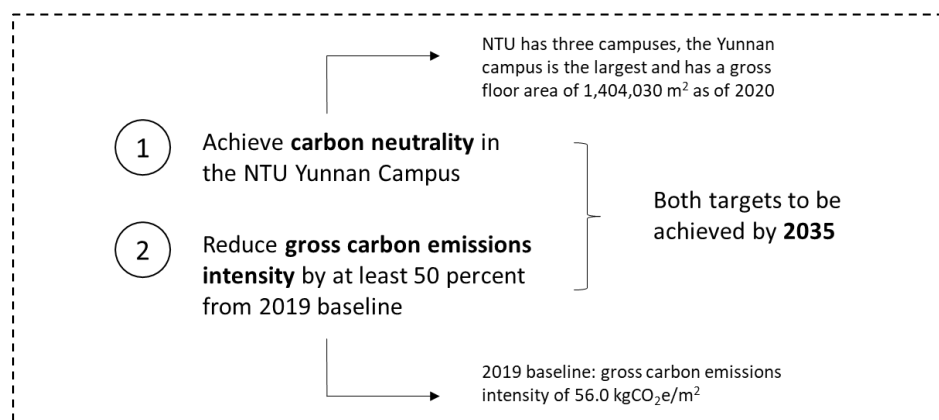 NTU has three campuses, the Yunnan
campus is the largest and has a gross
floor area of 1,404,030 m² as of 2020
1
Achieve carbon neutrality in
the NTU Yunnan Campus
2
Reduce gross carbon emissions
intensity by at least 50 percent
from 2019 baseline
Both targets to be
achieved by 2035
2019 baseline: gross carbon emissions
intensity of 56.0 kgCO₂e/m²